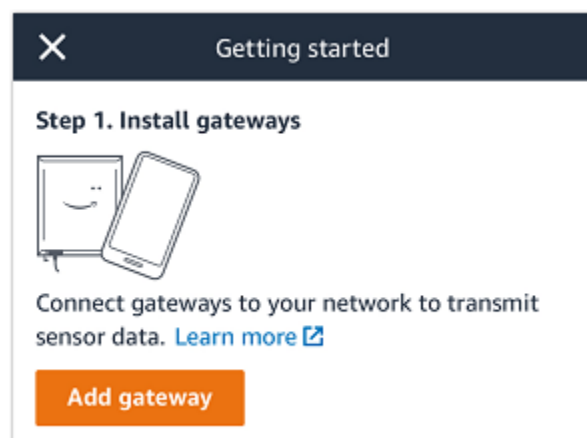 Getting started
Step 1. Install gateways
Connect gateways to your network to transmit
sensor data. Learn more
Add gateway